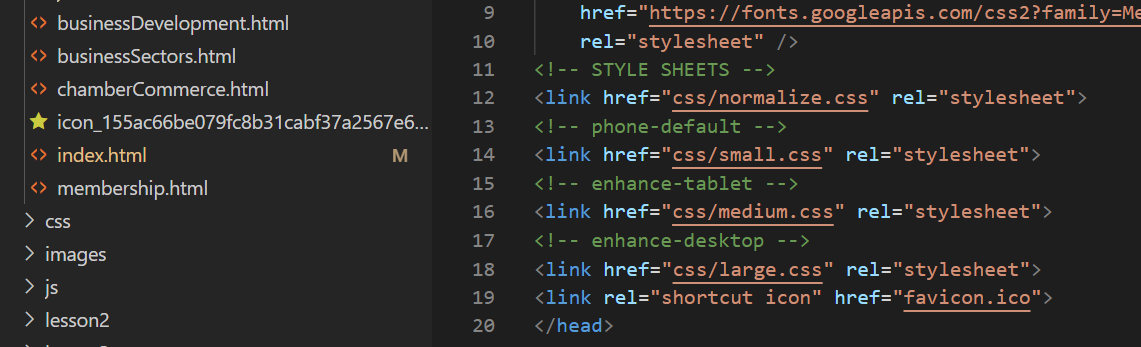 businessDevelopment.html
businessSectors.html
chamberCommerce.html
icon_155ac66be079fc8b31cabf37a2567e6...
index.html M
membership.html
css
images
js
lesson2
9 href="https://fonts.googleapis.com/css2?family=Me
10 rel="stylesheet" />
11 <!-- STYLE SHEETS -->
12 <link href="css/normalize.css" rel="stylesheet">
13 <!-- phone-default -->
14 <link href="css/small.css" rel="stylesheet">
15 <!-- enhance-tablet -->
16 <link href="css/medium.css" rel="stylesheet">
17 <!-- enhance-desktop -->
18 <link href="css/large.css" rel="stylesheet">
19 <link rel="shortcut icon" href="favicon.ico">
20 </head>